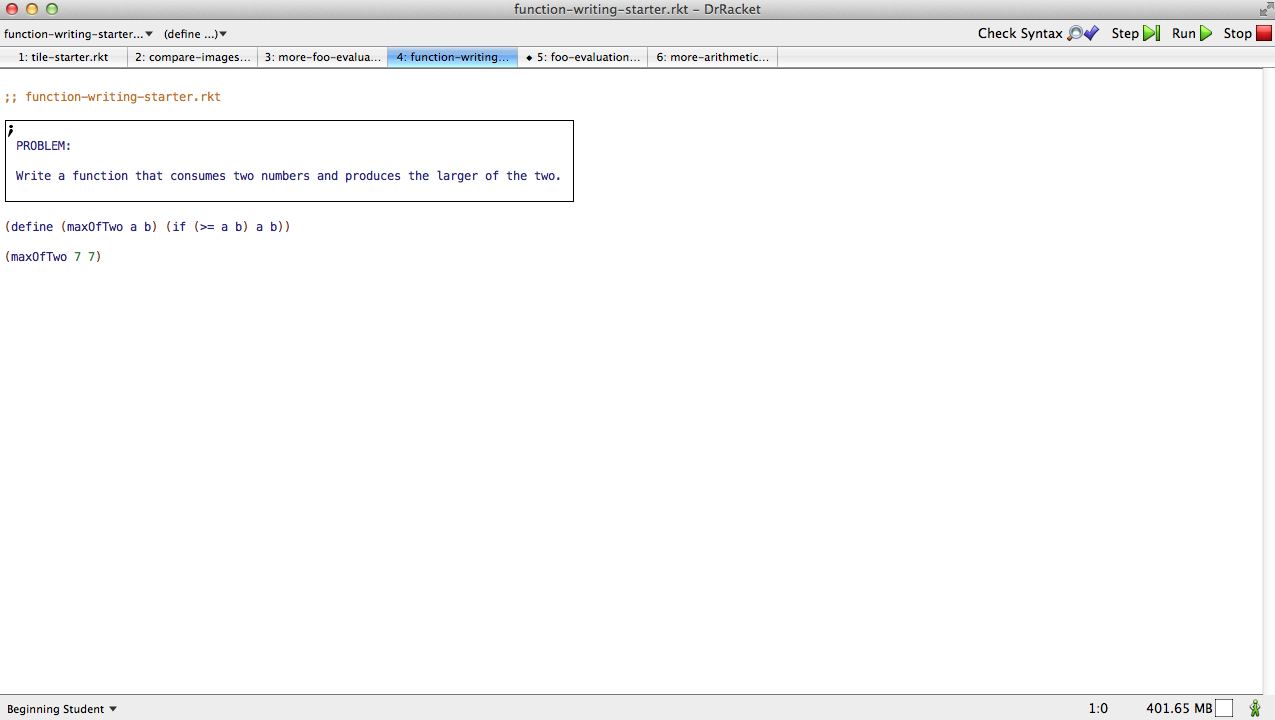 function-writing-starter.rkt - DrRacket
function-writing-starter... (define ...) Check Syntax Step Run Stop
1: tile-starter.rkt 2: compare-images... 3: more-foo-evalua... 4: function-writing... 5: foo-evaluation... 6: more-arithmetic...
;; function-writing-starter.rkt
;
PROBLEM:
Write a function that consumes two numbers and produces the larger of the two.
(define (maxOfTwo a b) (if (>= a b) a b))
(maxOfTwo 7 7)
Beginning Student 1:0 401.65 MB